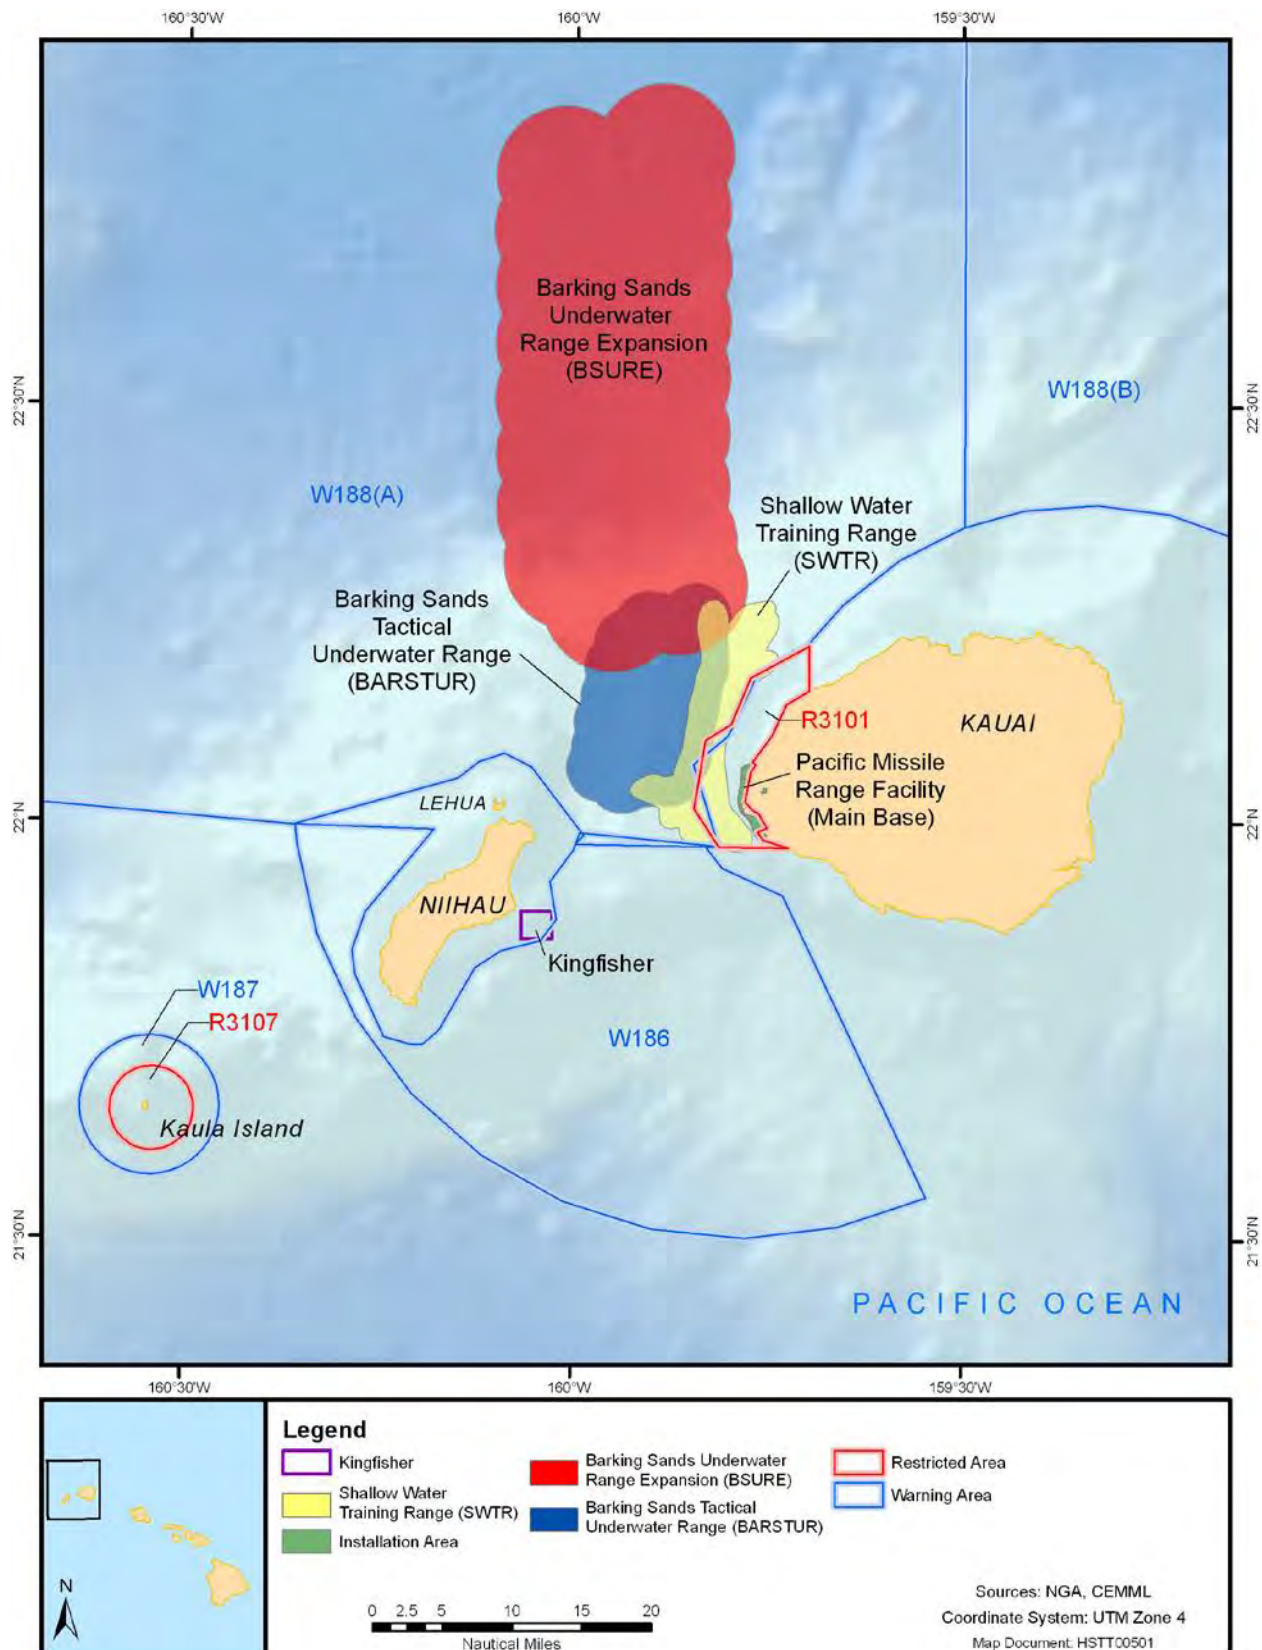 160°30'W
160°W
159°30'W
Barking Sands
Underwater
Range Expansion
(BSURE)
22°30'N
22°30'N
W188(B)
W188(A)
Shallow Water
Training Range
(SWTR)
Barking Sands
Tactical
Underwater Range
(BARSTUR)
R3101
KAUAI
Pacific Missile
Range Facility
(Main Base)
LEHUA
22°N
22°N
NIIHAU
Kingfisher
W187
R3107
W186
Kaula Island
21°30'N
21°30'N
PACIFIC OCEAN
160°30'W
160°W
159°30'W
Legend
Kingfisher
Shallow Water
Training Range (SWTR)
Installation Area
Barking Sands Underwater
Range Expansion (BSURE)
Barking Sands Tactical
Underwater Range (BARSTUR)
Restricted Area
Warning Area
N
0 2.5 5 10 15 20
Nautical Miles
Sources: NGA, CEMML
Coordinate System: UTM Zone 4
Map Document: HSTT00501